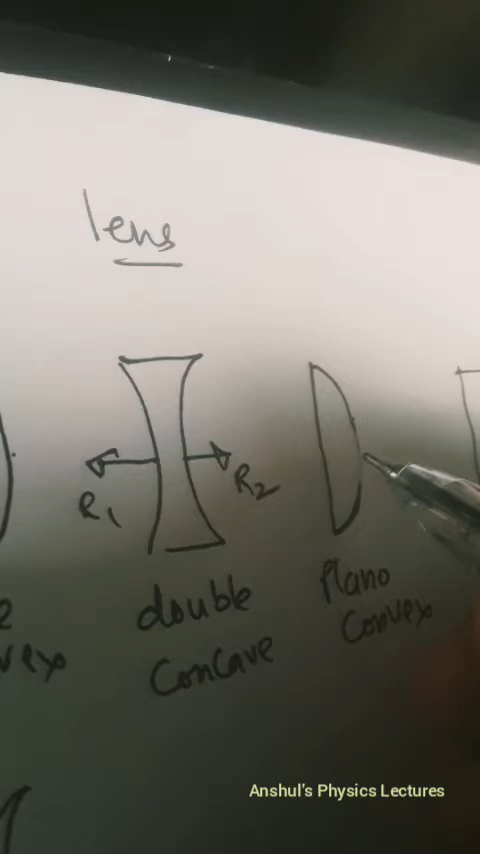 lens
R1
R2
double
Concave
Plano
Convex
Anshul's Physics Lectures